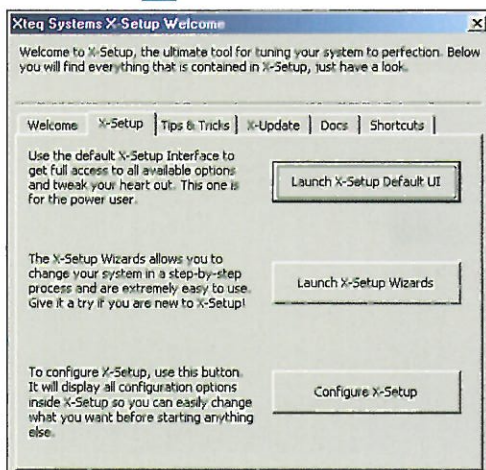 Xteq Systems X-Setup Welcome
Welcome to X-Setup, the ultimate tool for tuning your system to perfection. Below
you will find everything that is contained in X-Setup, just have a look.
Welcome X-Setup Tips & Tricks X-Update Docs Shortcuts
Use the default X-Setup Interface to
get full access to all available options
and tweak your heart out. This one is
for the power user.
Launch X-Setup Default UI
The X-Setup Wizards allows you to
change your system in a step-by-step
process and are extremely easy to use.
Give it a try if you are new to X-Setup!
Launch X-Setup Wizards
To configure X-Setup, use this button.
It will display all configuration options
inside X-Setup so you can easily change
what you want before starting anything
else.
Configure X-Setup